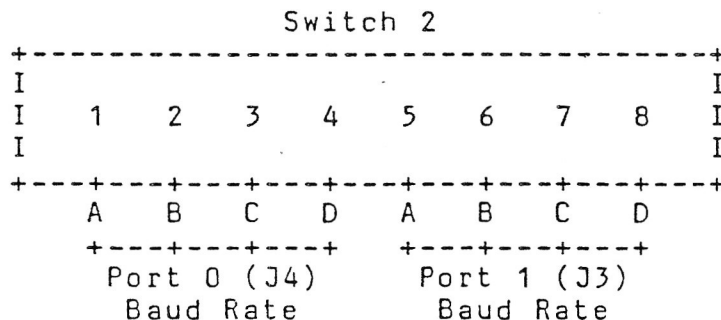 Switch 2
+-----------------------------------+
I                                   I
I   1   2   3   4   5   6   7   8   I
I                                   I
+---+---+---+---+---+---+---+---+---+
A   B   C   D   A   B   C   D
+---+---+---+   +---+---+---+
Port 0 (J4)     Port 1 (J3)
Baud Rate       Baud Rate